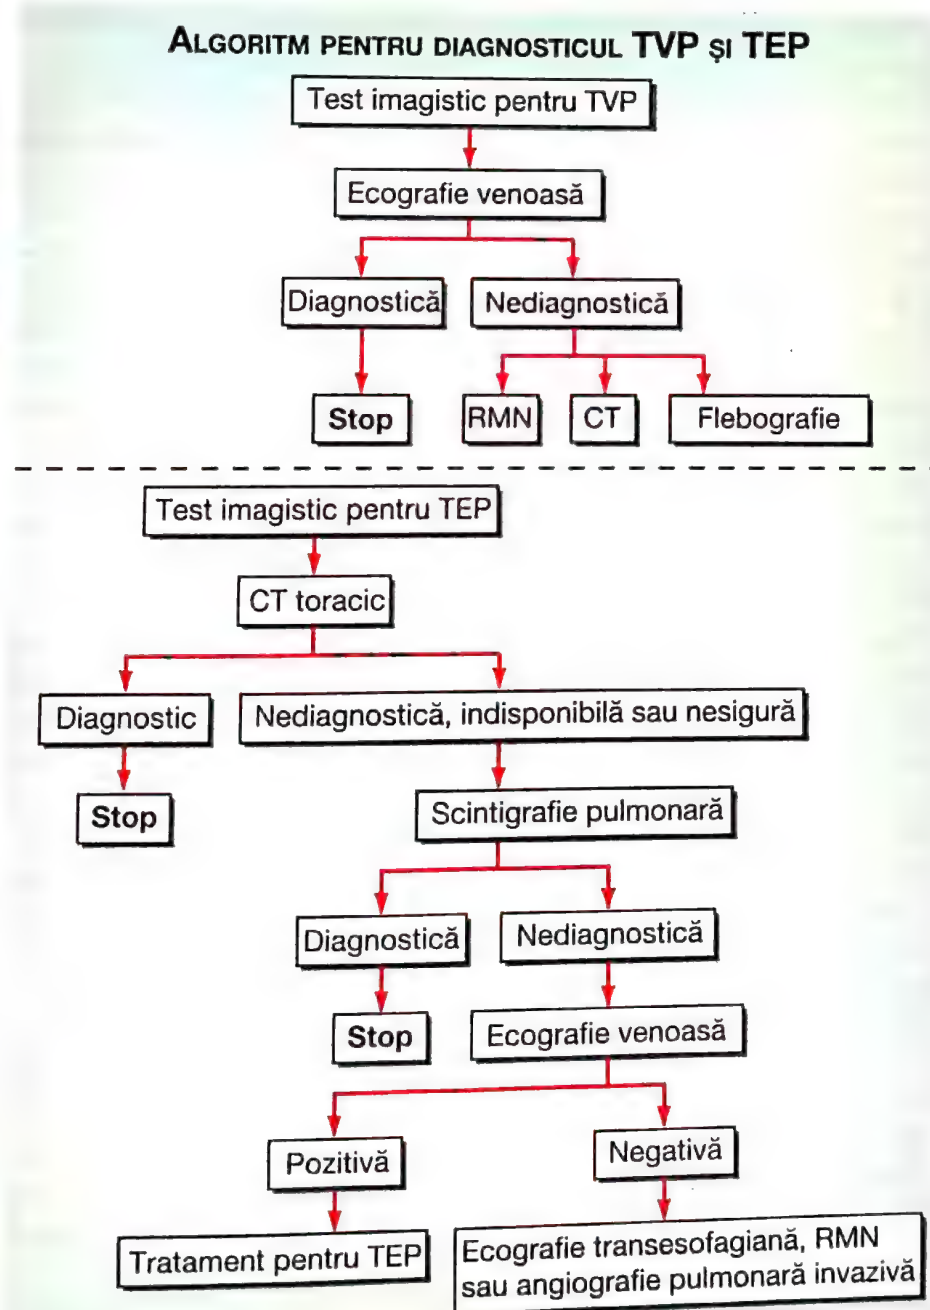 ALGORITM PENTRU DIAGNOSTICUL TVP ȘI TEP
Test imagistic pentru TVP
Ecografie venoasă
Diagnostică
Nediagnostică
Stop
RMN
CT
Flebografie
Test imagistic pentru TEP
CT toracic
Diagnostic
Nediagnostică, indisponibilă sau nesigură
Stop
Scintigrafie pulmonară
Diagnostică
Nediagnostică
Stop
Ecografie venoasă
Pozitivă
Negativă
Tratament pentru TEP
Ecografie transesofagiană, RMN
sau angiografie pulmonară invazivă